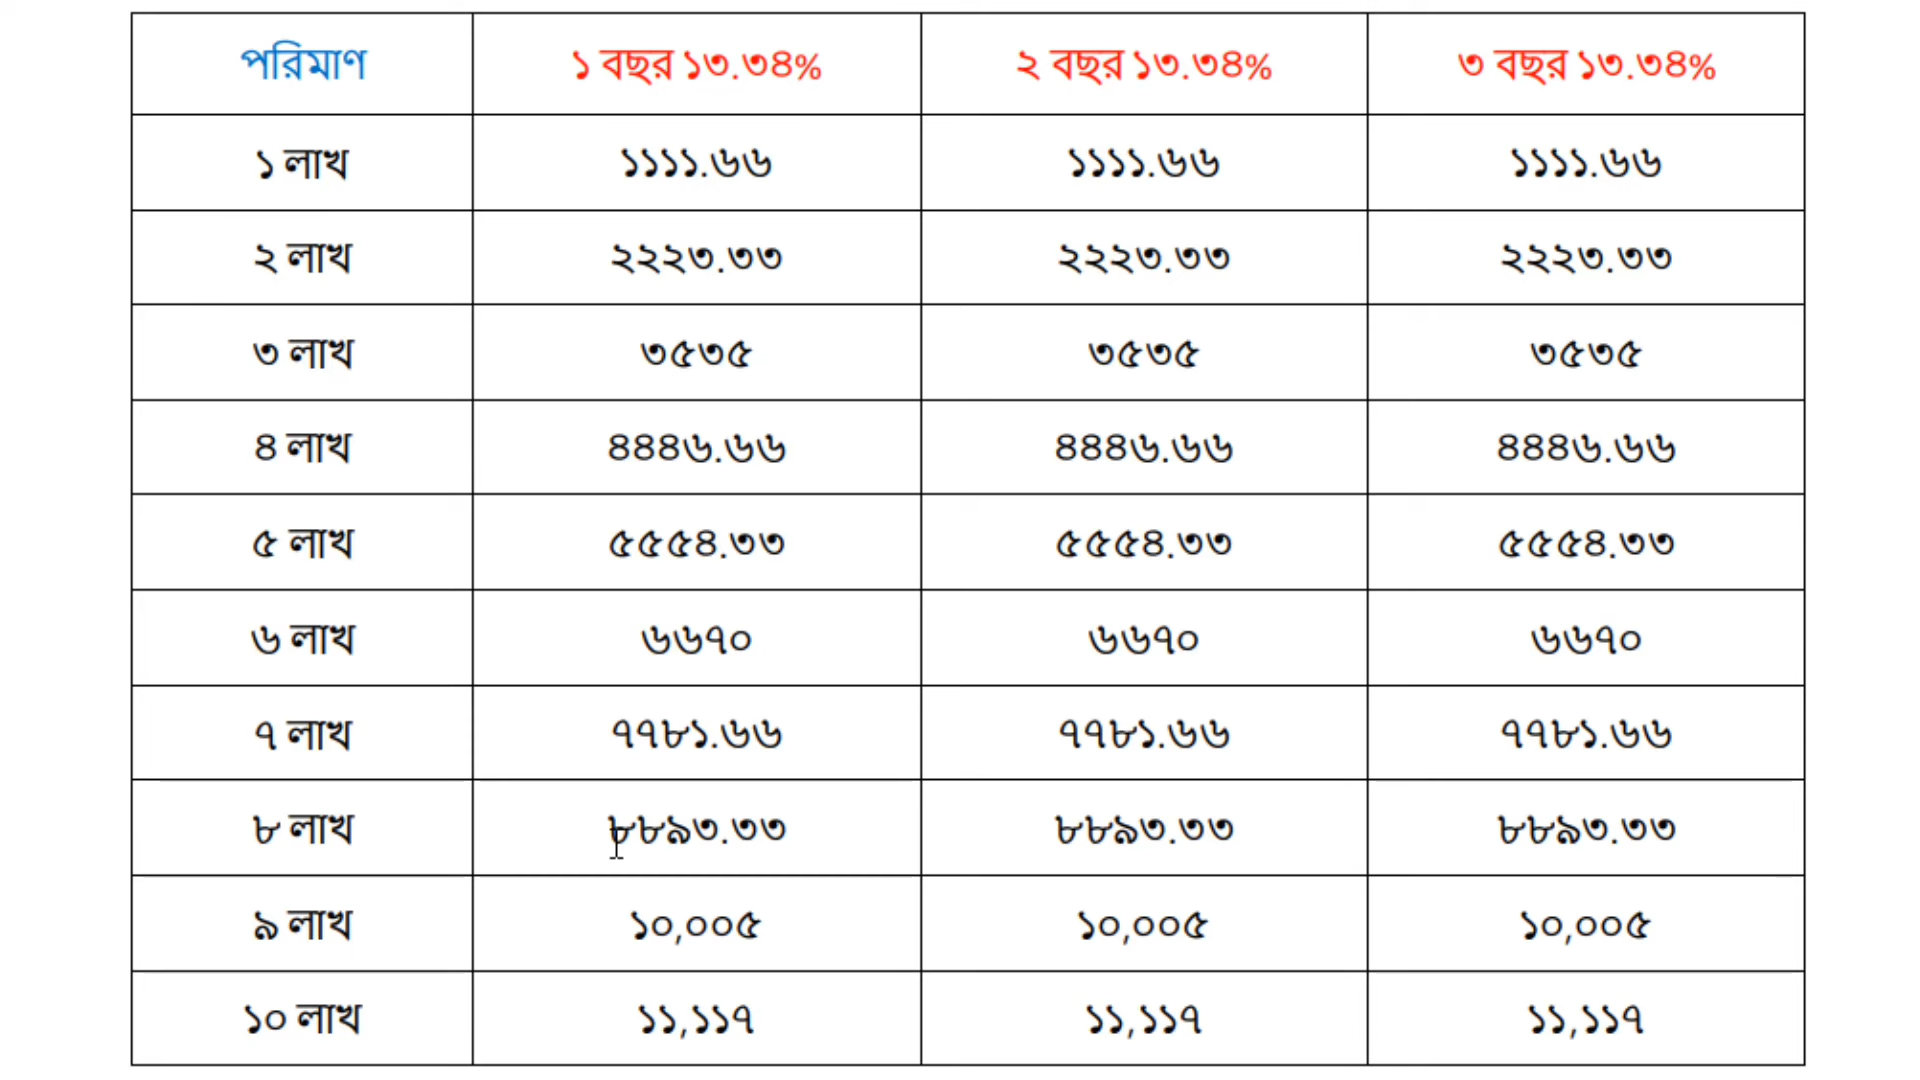 পরিমাণ ১ বছর ১৩.৩৪% ২ বছর ১৩.৩৪% ৩ বছর ১৩.৩৪%
১ লাখ ১১১১.৬৬ ১১১১.৬৬ ১১১১.৬৬
২ লাখ ২২২৩.৩৩ ২২২৩.৩৩ ২২২৩.৩৩
৩ লাখ ৩৫৩৫ ৩৫৩৫ ৩৫৩৫
৪ লাখ ৪৪৪৬.৬৬ ৪৪৪৬.৬৬ ৪৪৪৬.৬৬
৫ লাখ ৫৫৫৪.৩৩ ৫৫৫৪.৩৩ ৫৫৫৪.৩৩
৬ লাখ ৬৬৭০ ৬৬৭০ ৬৬৭০
৭ লাখ ৭৭৮১.৬৬ ৭৭৮১.৬৬ ৭৭৮১.৬৬
৮ লাখ ৮৮৯৩.৩৩ ৮৮৯৩.৩৩ ৮৮৯৩.৩৩
৯ লাখ ১০,০০৫ ১০,০০৫ ১০,০০৫
১০ লাখ ১১,১১৭ ১১,১১৭ ১১,১১৭